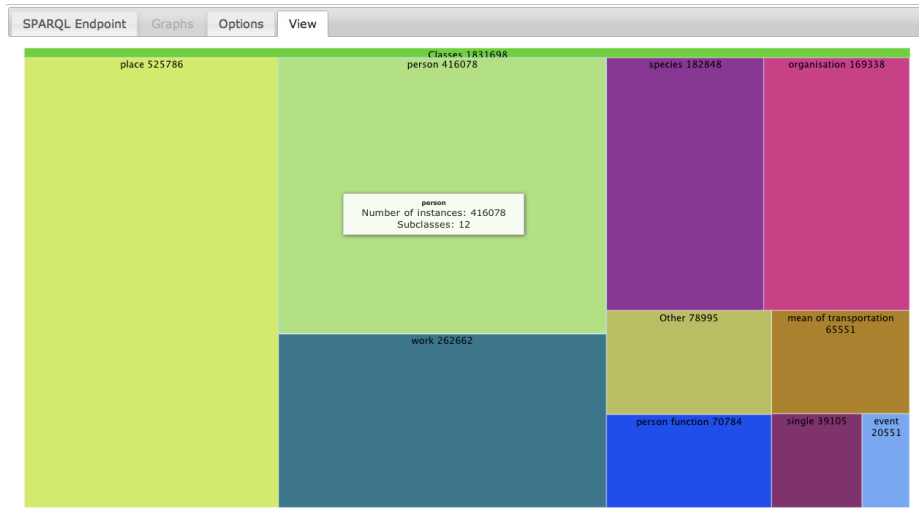 SPARQL Endpoint Graphs Options View
Classes 1831698
place 525786
person 416078
species 182848
organisation 169338
person
Number of instances: 416078
Subclasses: 12
work 262662
Other 78995
mean of transportation
65551
person function 70784
single 39105
event
20551